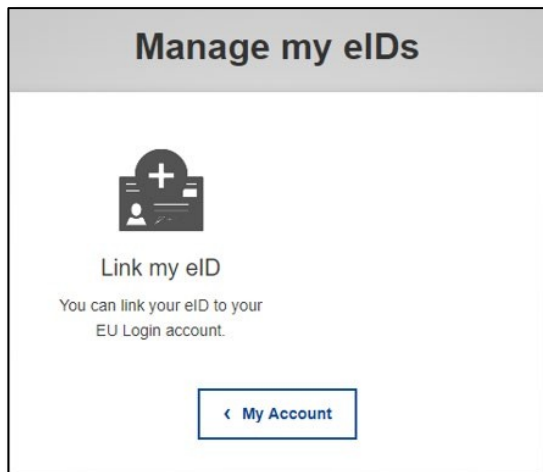 Manage my eIDs
Link my eID
You can link your eID to your
EU Login account.
‹ My Account